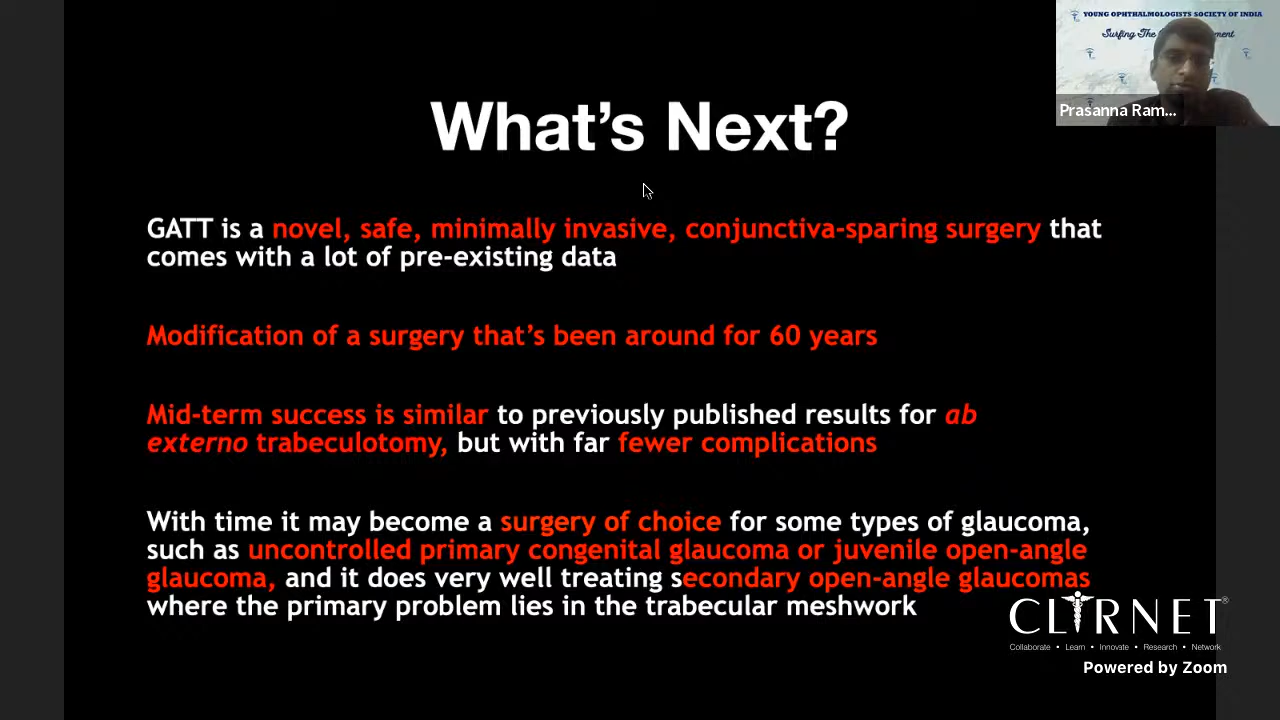 YOUNG OPHTHALMOLOGISTS SOCIETY OF INDIA
Surfing The
Prasanna Ram...
What's Next?
GATT is a novel, safe, minimally invasive, conjunctiva-sparing surgery that
comes with a lot of pre-existing data
Modification of a surgery that's been around for 60 years
Mid-term success is similar to previously published results for ab
externo trabeculotomy, but with far fewer complications
With time it may become a surgery of choice for some types of glaucoma,
such as uncontrolled primary congenital glaucoma or juvenile open-angle
glaucoma, and it does very well treating secondary open-angle glaucomas
where the primary problem lies in the trabecular meshwork
CLIRNET®
Collaborate • Learn • Innovate • Research • Network
Powered by Zoom